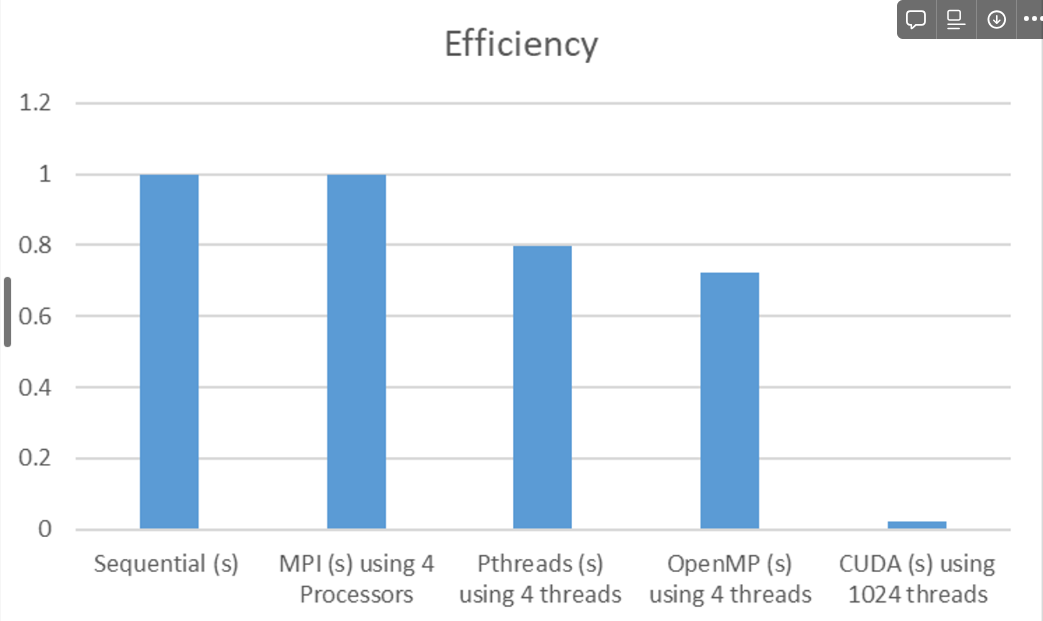 Efficiency
1.2
1
0.8
0.6
0.4
0.2
0
Sequential (s)
MPI (s) using 4
Processors
Pthreads (s)
using 4 threads
OpenMP (s)
using 4 threads
CUDA (s) using
1024 threads